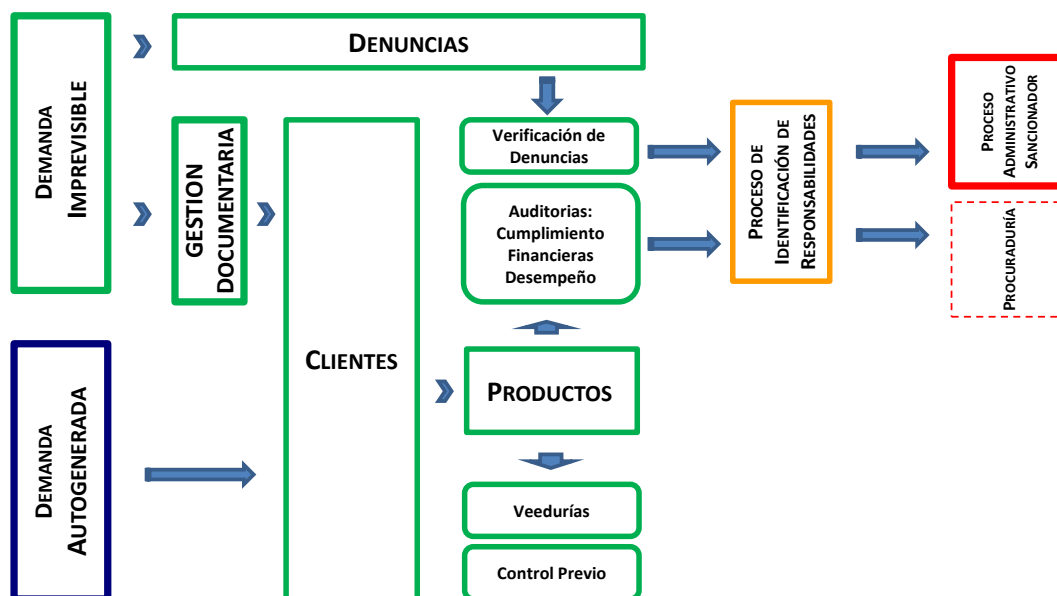 DENUNCIAS
DEMANDA
IMPREVISIBLE
GESTION
DOCUMENTARIA
Verificación de
Denuncias
Auditorias:
Cumplimiento
Financieras
Desempeño
PROCESO DE
IDENTIFICACIÓN DE
RESPONSABILIDADES
PROCESO
ADMINISTRATIVO
SANCIONADOR
PROCURADURÍA
DEMANDA
AUTOGENERADA
CLIENTES
PRODUCTOS
Veedurías
Control Previo